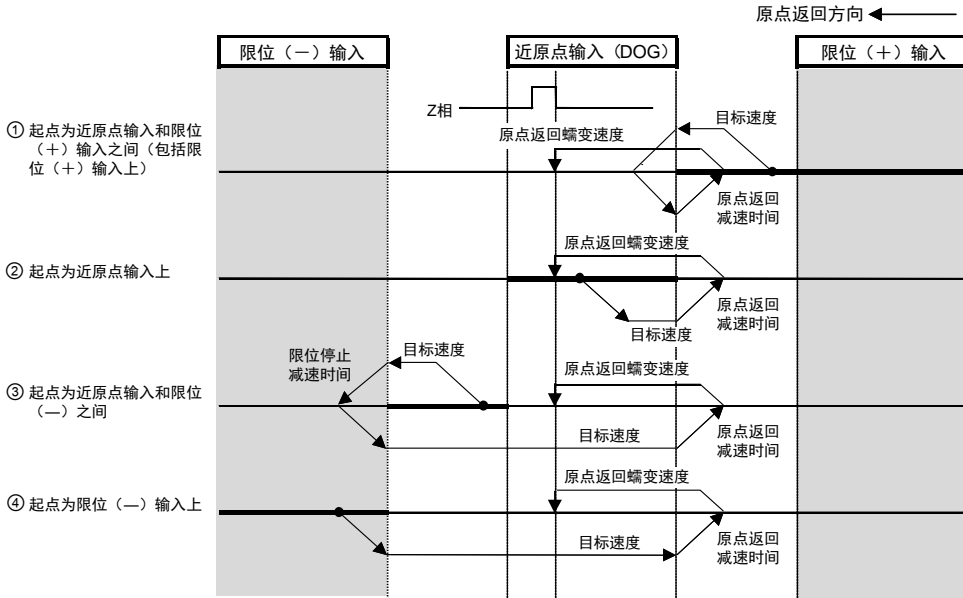 原点返回方向
限位（－）输入
近原点输入（DOG）
限位（＋）输入
Z相
① 起点为近原点输入和限位
（＋）输入之间（包括限
位（＋）输入上）
目标速度
原点返回蠕变速度
原点返回
减速时间
② 起点为近原点输入上
原点返回蠕变速度
目标速度
原点返回
减速时间
③ 起点为近原点输入和限位
（—）之间
限位停止
减速时间
目标速度
原点返回蠕变速度
目标速度
原点返回
减速时间
④ 起点为限位（—）输入上
原点返回蠕变速度
目标速度
原点返回
减速时间